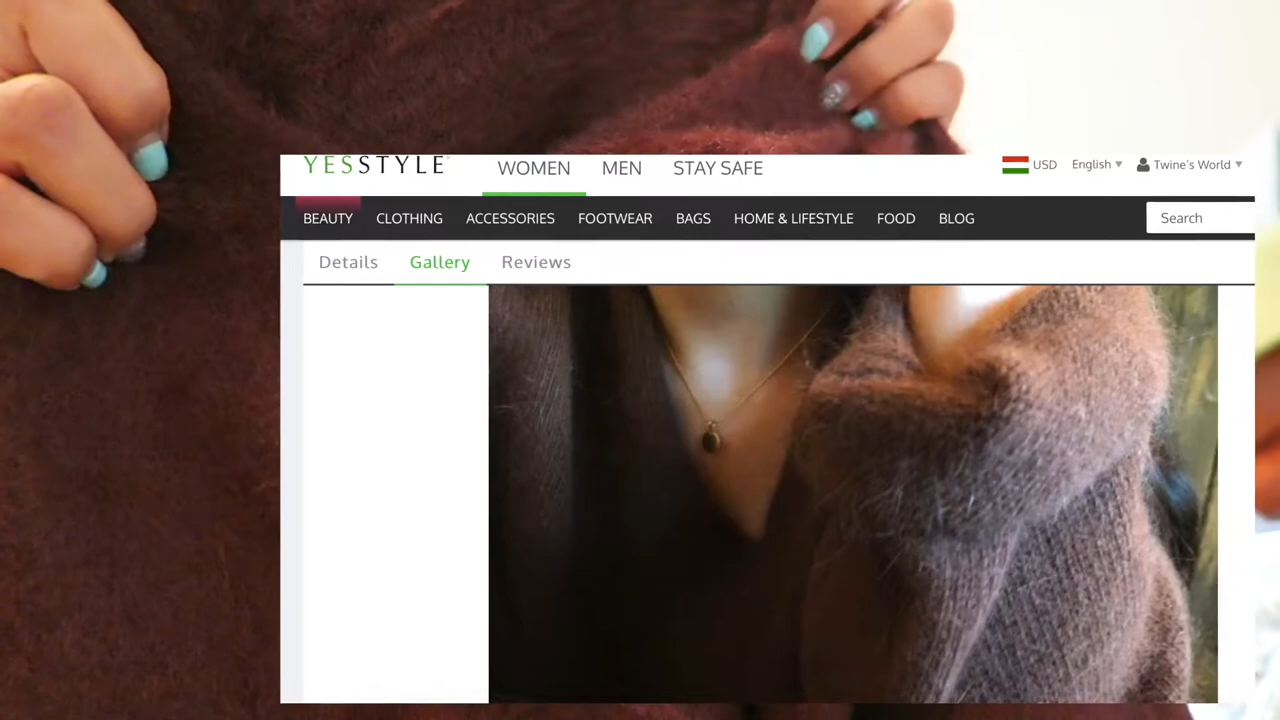 YESSTYLE WOMEN MEN STAY SAFE USD English Twine's World
BEAUTY CLOTHING ACCESSORIES FOOTWEAR BAGS HOME & LIFESTYLE FOOD BLOG Search
Details Gallery Reviews